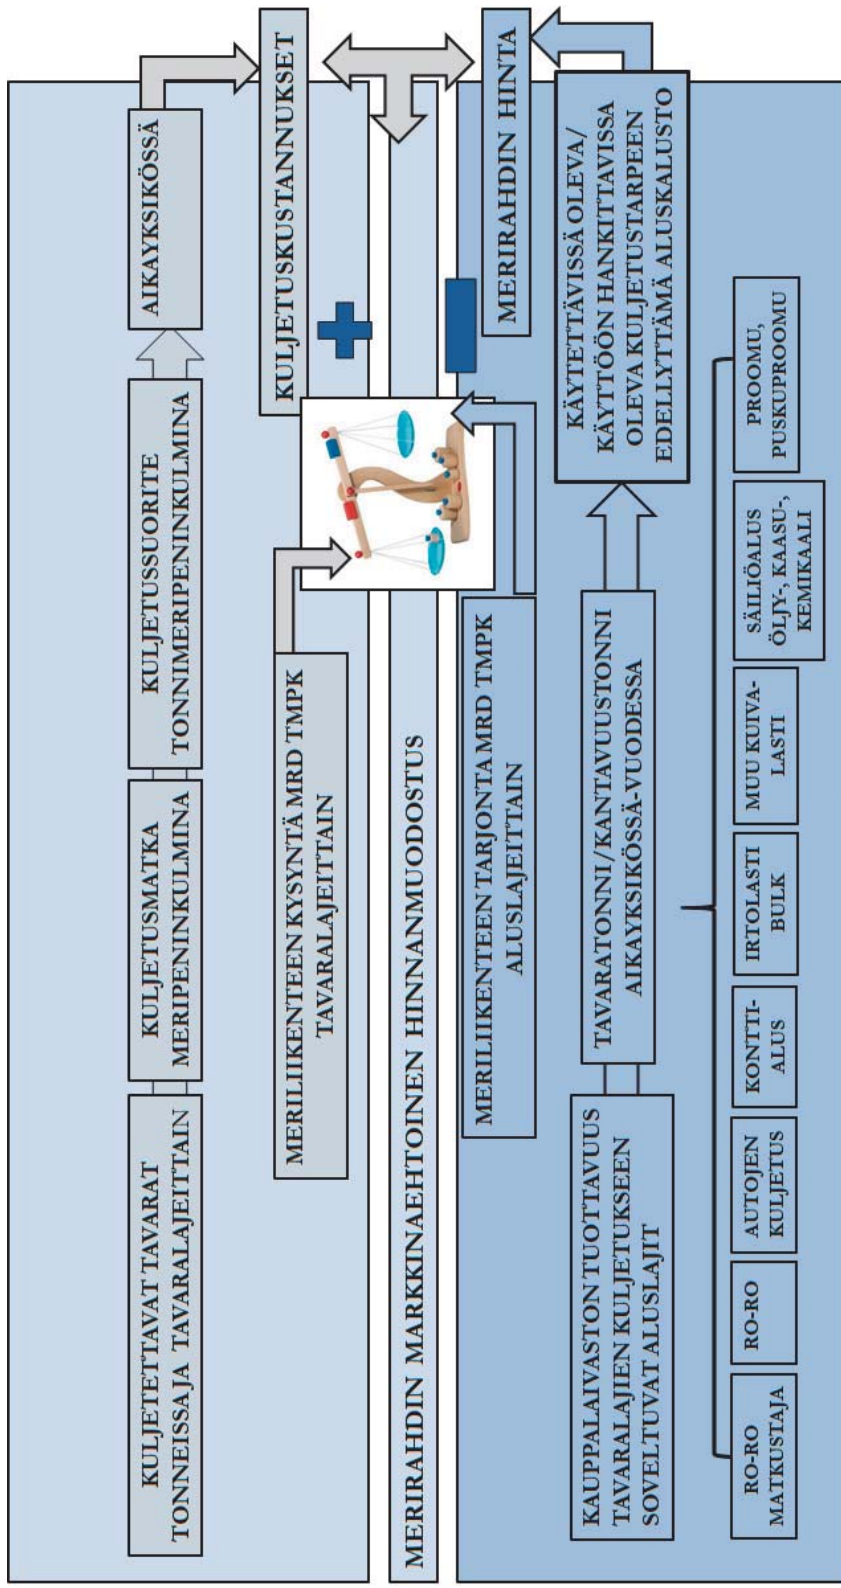 KULJETETTAVAT TAVARAT
TONNEISSA JA TAVARALAJEITTAIN
KULJETUSMATKA
MERIPENINKULMINA
KULJETUSSUORITE
TONNIMERIPENINKULMINA
AIKAYKSIKÖSSÄ
MERILIIKENTEEN KYSYNTÄ MRD TMPK
TAVARALAJEITTAIN
KULJETUSKUSTANNUKSET
MERIRAHDIN MARKKINAEHTOINEN HINNANMUODOSTUS
MERILIIKENTEEN TARJONTA MRD TMPK
ALUSLAJEITTAIN
MERIRAHDIN HINTA
KAUPPALAIVASTON TUOTTAVUUS
TAVARALAJIEN KULJETUKSEEN
SOVELTUVAT ALUSLAJIT
TAVARATONNI/KANTAVUUSTONNI
AIKAYKSIKÖSSÄ-VUODESSA
KÄYTETTÄVISSÄ OLEVA/
KÄYTTÖÖN HANKITTAVISSA
OLEVA KULJETUSTARPEEN
EDELLYTTÄMÄ ALUSKALUSTO
RO-RO
MATKUSTAJA
RO-RO
AUTOJEN
KULJETUS
KONTTI-
ALUS
IRTOLASTI
BULK
MUU KUIVA-
LASTI
SÄILIÖALUS
ÖLJY-, KAASU-,
KEMIKAALI
PROOMU,
PUSKUPROOMU